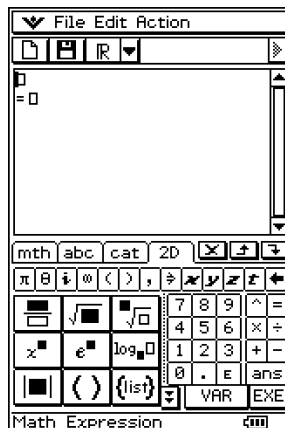 File Edit Action
R
=
mth abc cat 2D
π θ i ∞ ( ) , ⇒ x y z t ←
√ √
7 8 9 ^ =
4 5 6 × ÷
x e log
1 2 3 + -
|■| ( ) {list}
0 . E ans
VAR EXE
Math Expression